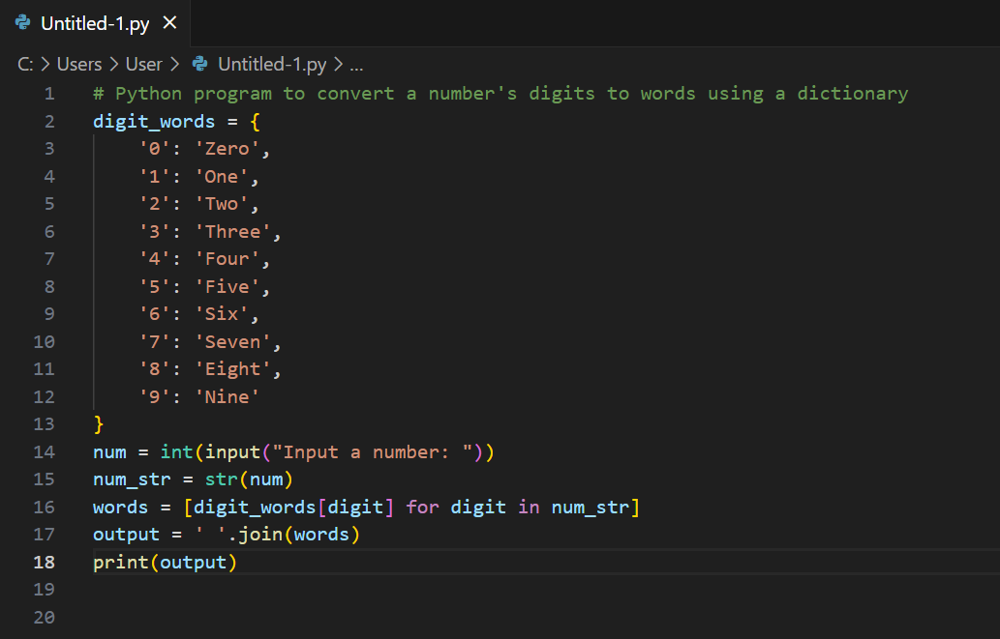 Untitled-1.py ✕
C: > Users > User > Untitled-1.py > ...
1 # Python program to convert a number's digits to words using a dictionary
2 digit_words = {
3     '0': 'Zero',
4     '1': 'One',
5     '2': 'Two',
6     '3': 'Three',
7     '4': 'Four',
8     '5': 'Five',
9     '6': 'Six',
10     '7': 'Seven',
11     '8': 'Eight',
12     '9': 'Nine'
13 }
14 num = int(input("Input a number: "))
15 num_str = str(num)
16 words = [digit_words[digit] for digit in num_str]
17 output = ' '.join(words)
18 print(output)
19
20